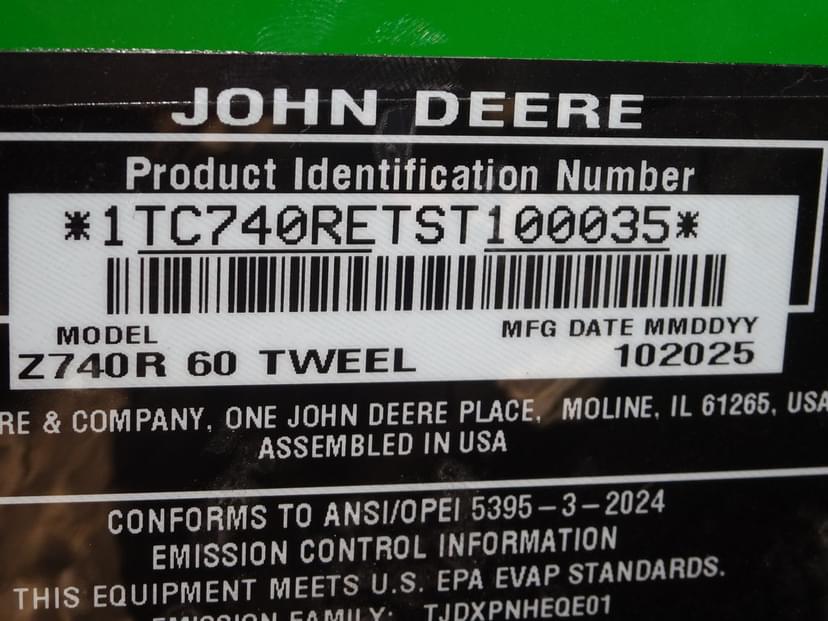 JOHN DEERE
Product Identification Number
*1TC740RETST100035*
MODEL
Z740R 60 TWEEL
MFG DATE MMDDYY
102025
RE & COMPANY, ONE JOHN DEERE PLACE, MOLINE, IL 61265, USA
ASSEMBLED IN USA
CONFORMS TO ANSI/OPEI 5395-3-2024
EMISSION CONTROL INFORMATION
THIS EQUIPMENT MEETS U.S. EPA EVAP STANDARDS.
EMISSION FAMILY: TJDXPNHEQE01